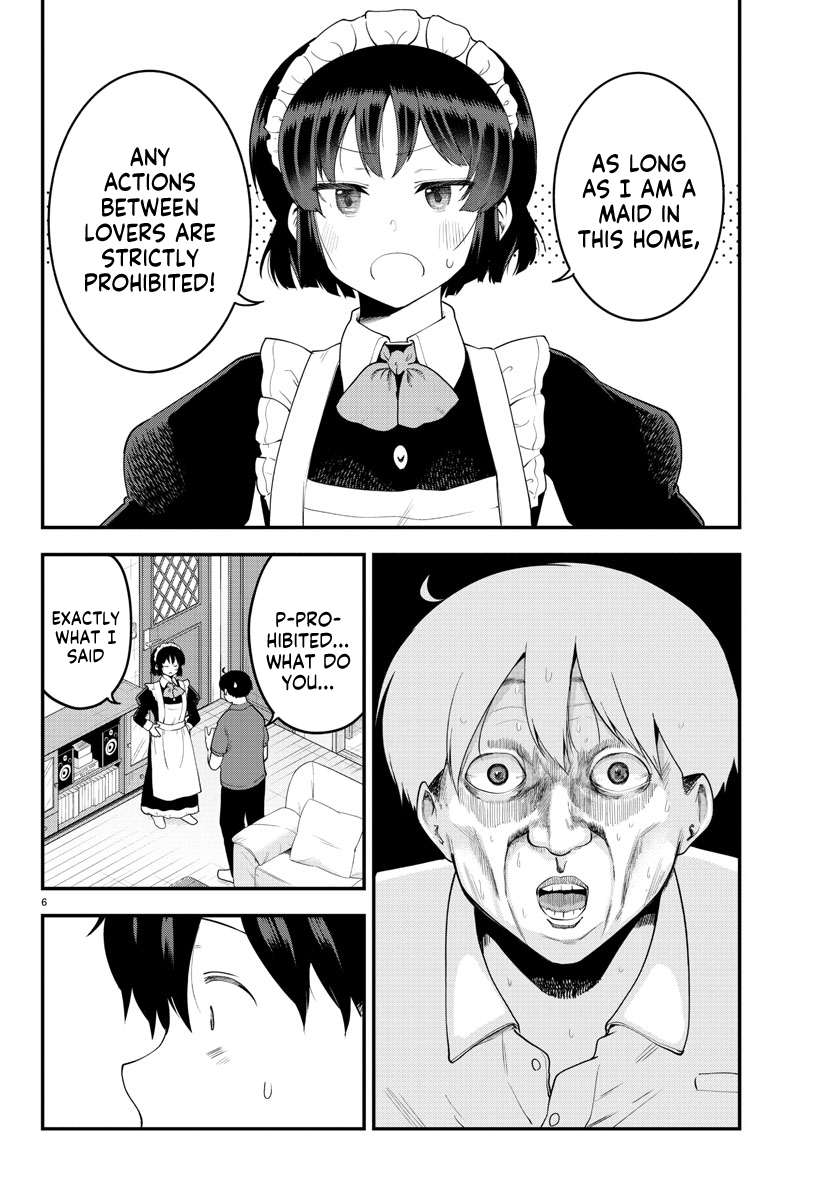 AS LONG
AS I AM A
MAID IN
THIS HOME,
ANY
ACTIONS
BETWEEN
LOVERS ARE
STRICTLY
PROHIBITED!
P-PRO-
HIBITED...
WHAT DO
YOU...
EXACTLY
WHAT I
SAID
6